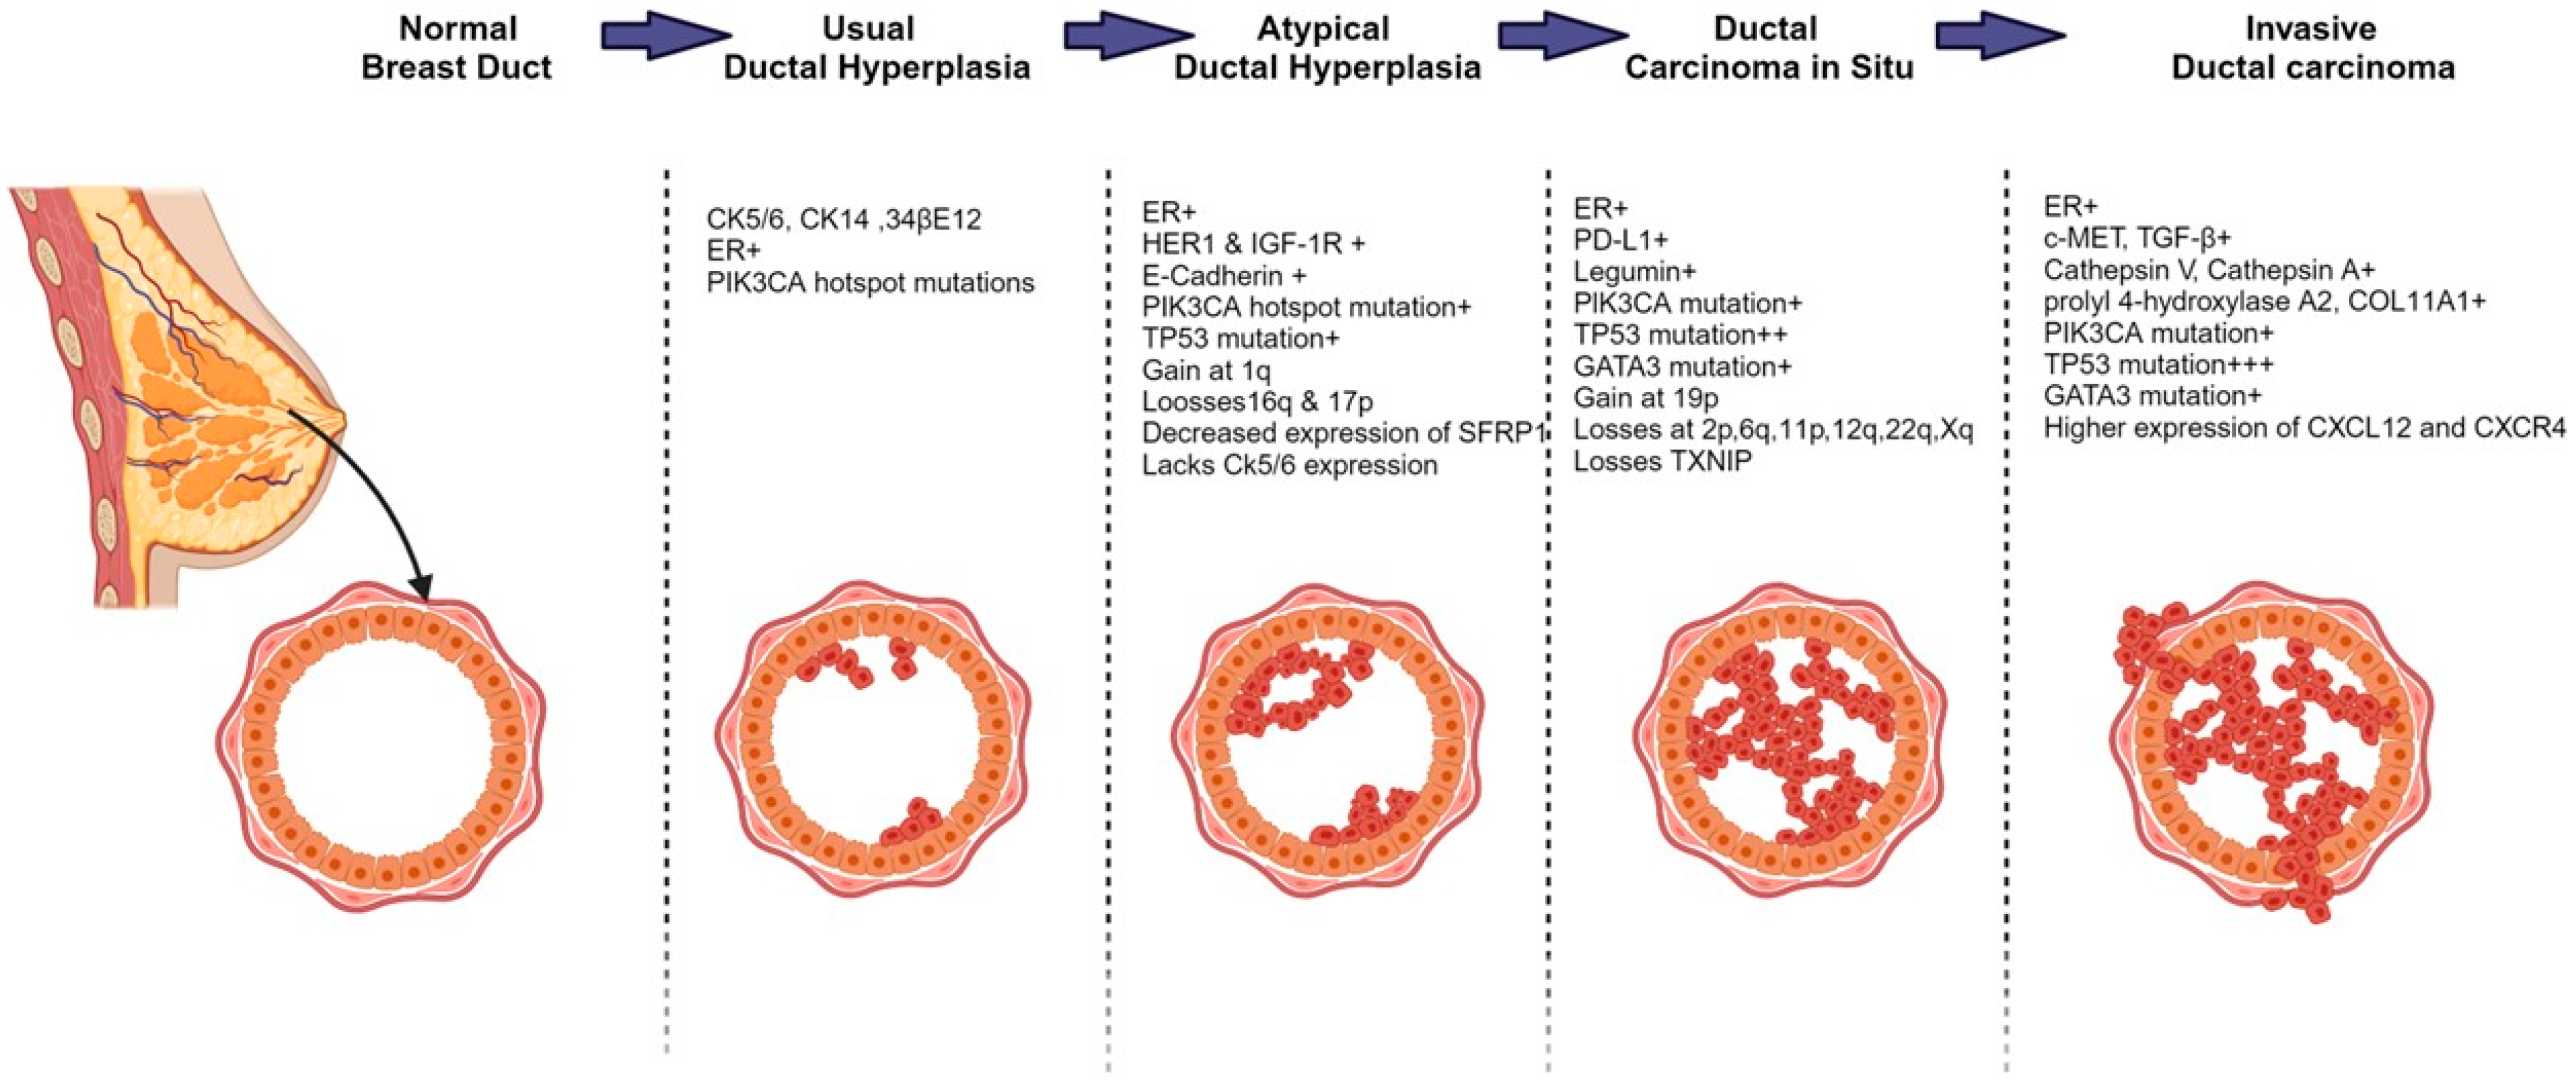 Normal
Breast Duct
Usual
Ductal Hyperplasia
Atypical
Ductal Hyperplasia
Ductal
Carcinoma in Situ
Invasive
Ductal carcinoma
CK5/6, CK14 ,34βE12
ER+
PIK3CA hotspot mutations
ER+
HER1 & IGF-1R +
E-Cadherin +
PIK3CA hotspot mutation+
TP53 mutation+
Gain at 1q
Loosses16q & 17p
Decreased expression of SFRP1
Lacks Ck5/6 expression
ER+
PD-L1+
Legumin+
PIK3CA mutation+
TP53 mutation++
GATA3 mutation+
Gain at 19p
Losses at 2p,6q,11p,12q,22q,Xq
Losses TXNIP
ER+
c-MET, TGF-β+
Cathepsin V, Cathepsin A+
prolyl 4-hydroxylase A2, COL11A1+
PIK3CA mutation+
TP53 mutation+++
GATA3 mutation+
Higher expression of CXCL12 and CXCR4